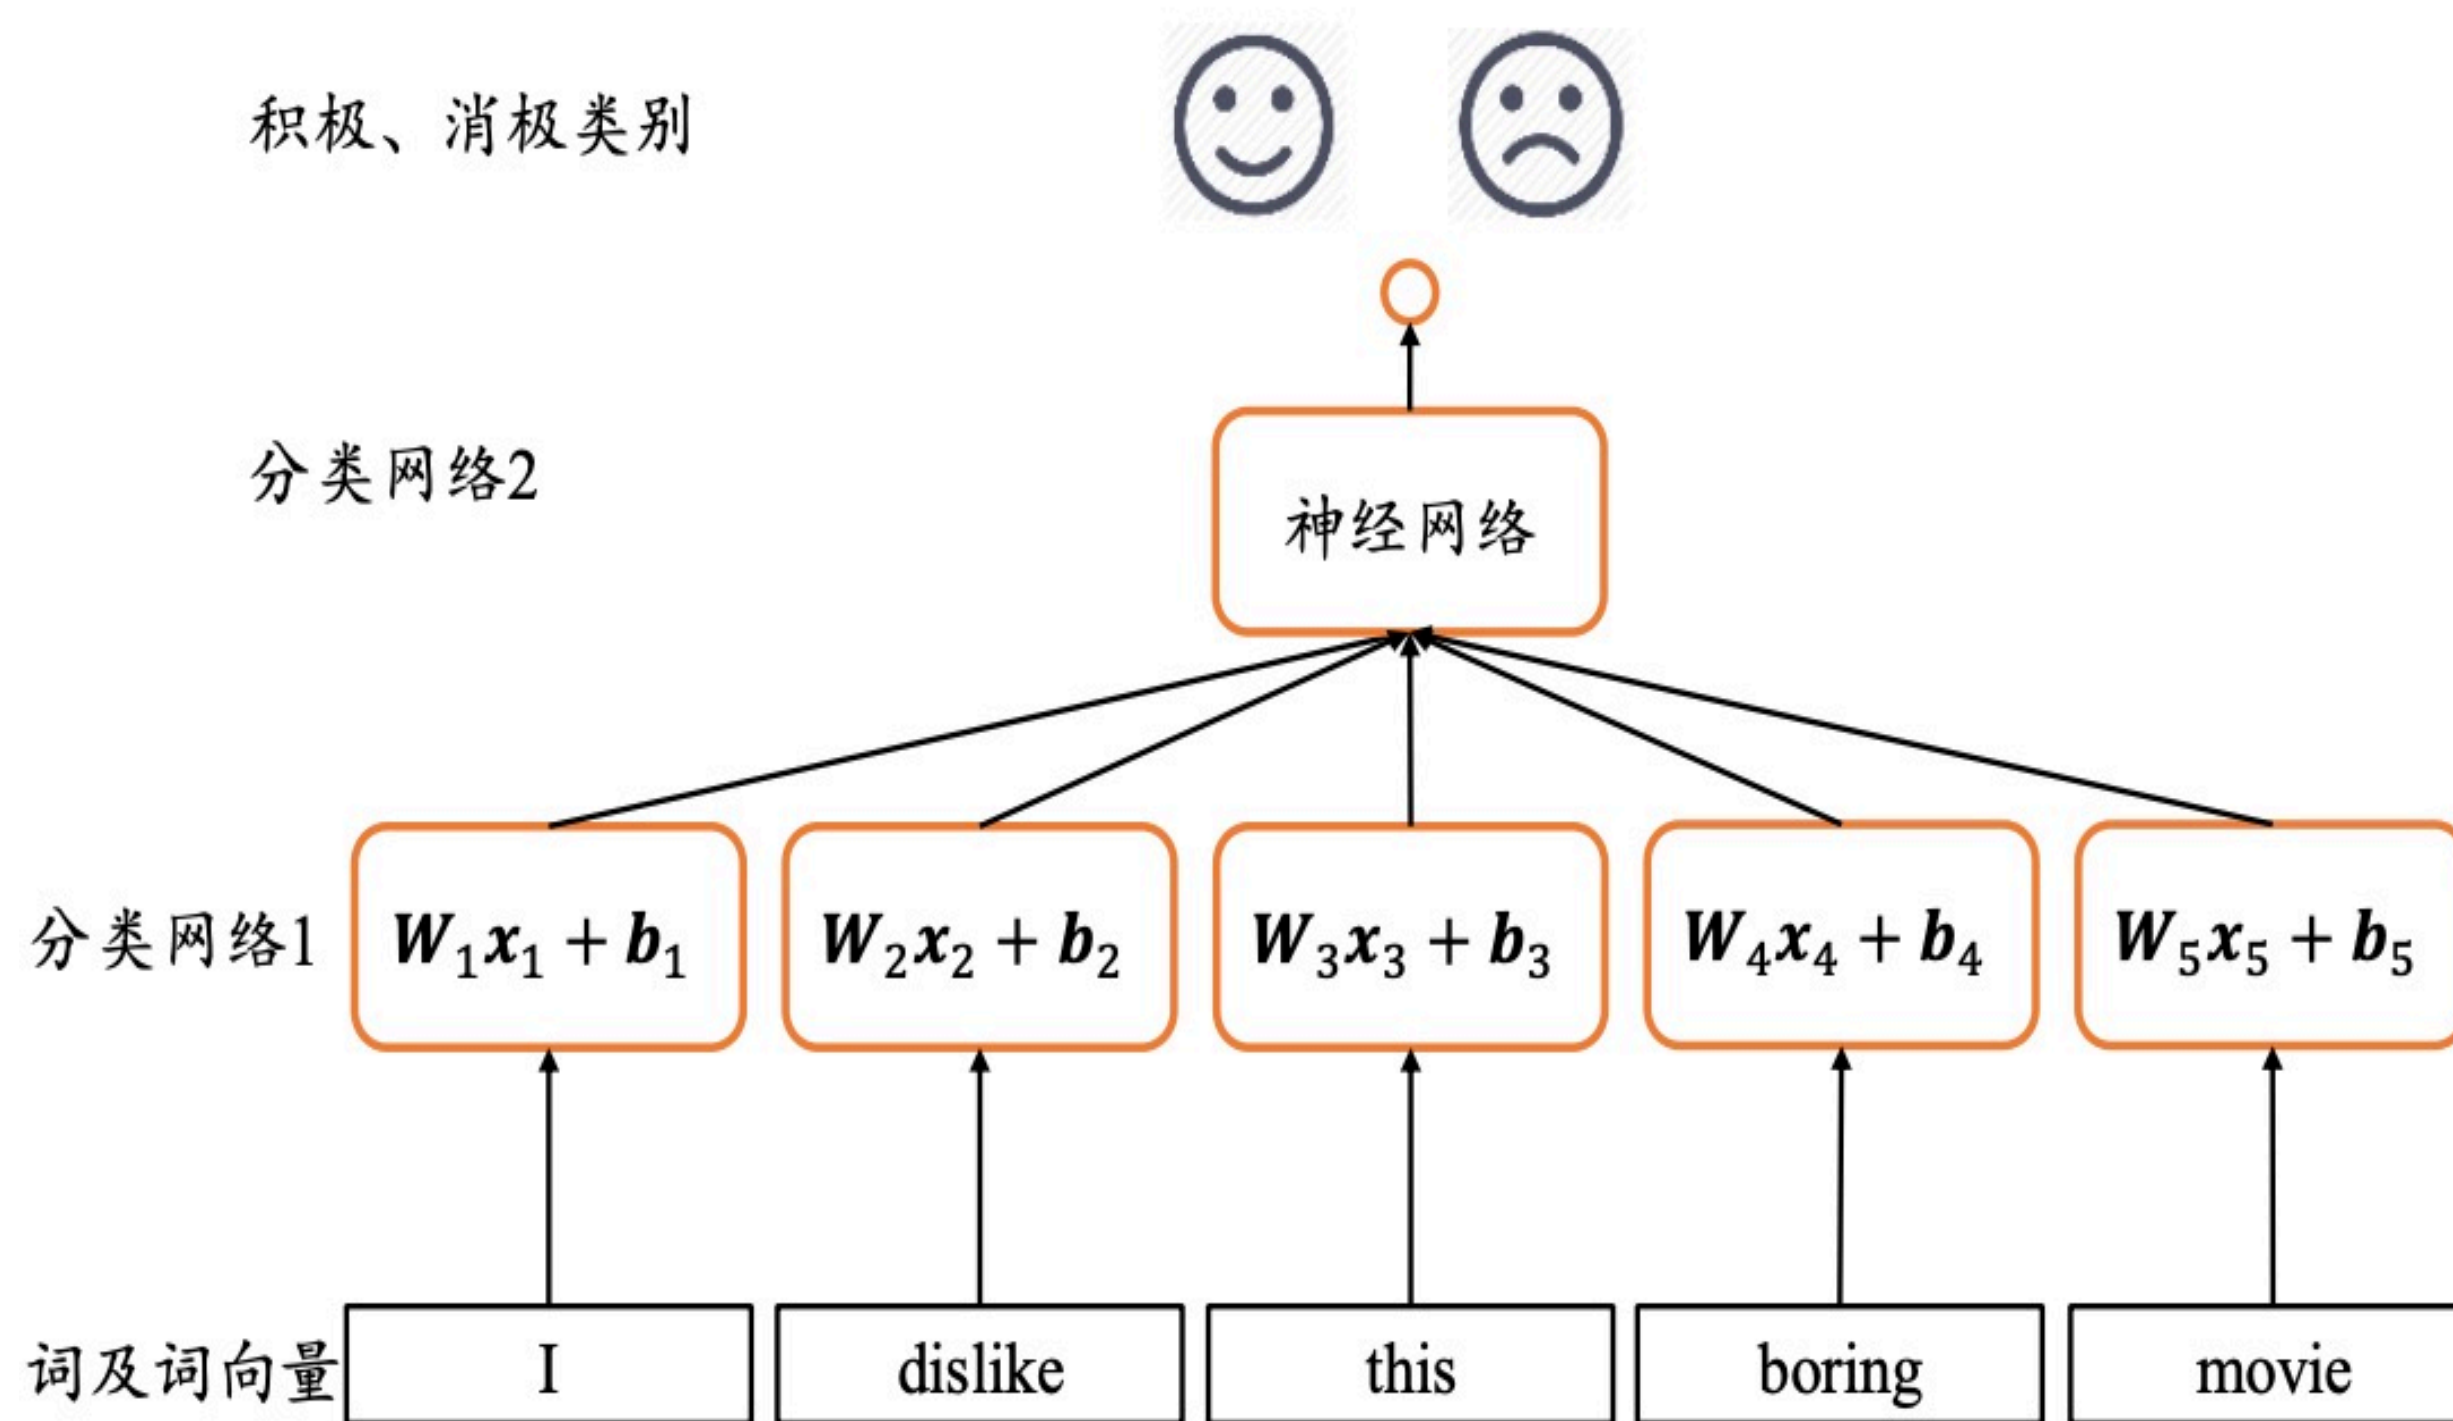 积极、消极类别
分类网络2
神经网络
分类网络1 W₁x₁ + b₁ W₂x₂ + b₂ W₃x₃ + b₃ W₄x₄ + b₄ W₅x₅ + b₅
词及词向量 I dislike this boring movie